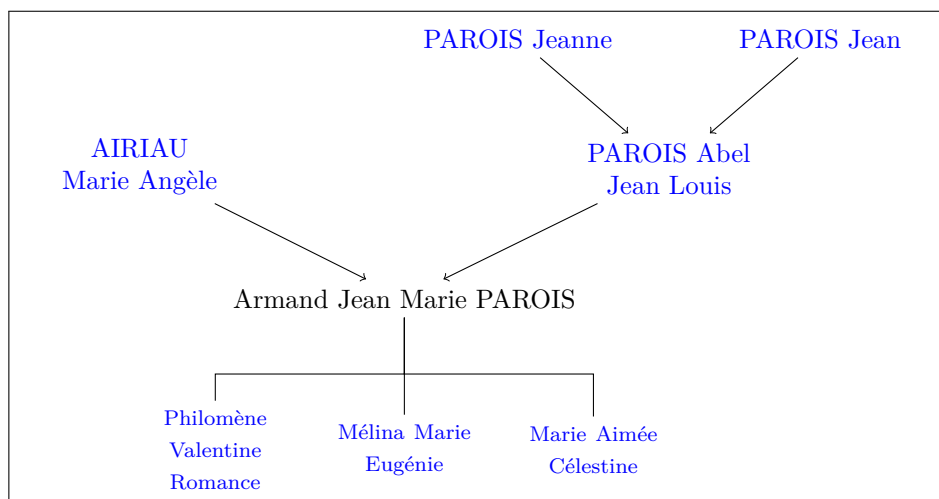 PAROIS Jeanne
PAROIS Jean
AIRIAU
Marie Angèle
PAROIS Abel
Jean Louis
Armand Jean Marie PAROIS
Philomène
Valentine
Romance
Mélina Marie
Eugénie
Marie Aimée
Célestine